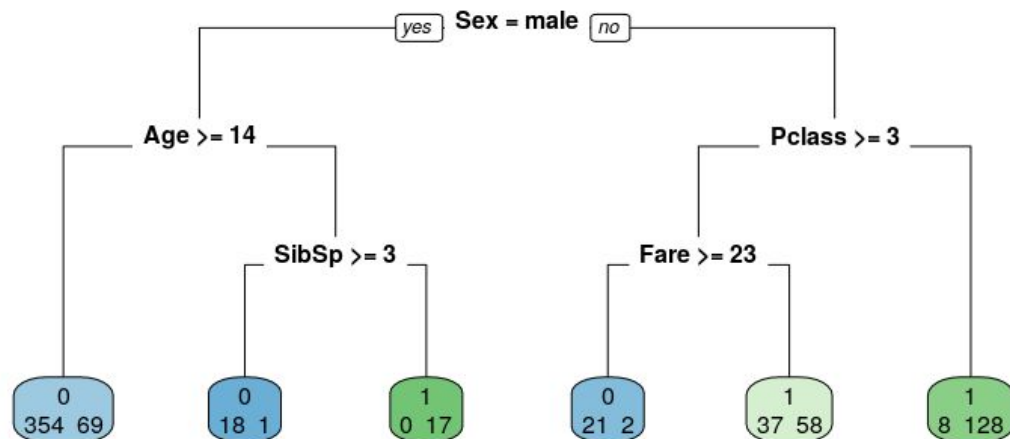 yes Sex = male no
Age >= 14 Pclass >= 3
SibSp >= 3 Fare >= 23
0 0 1 0 1 1
354 69 18 1 0 17 21 2 37 58 8 128